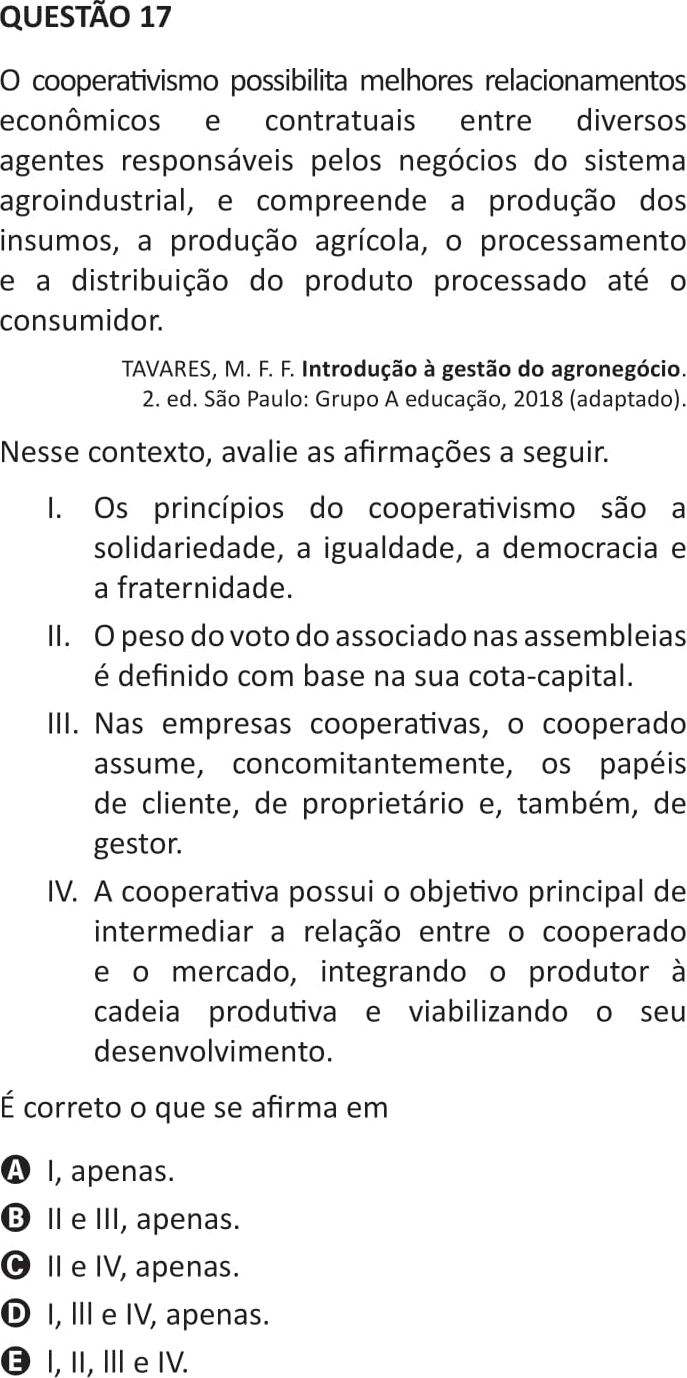 QUESTÃO 17
O cooperativismo possibilita melhores relacionamentos
econômicos e contratuais entre diversos
agentes responsáveis pelos negócios do sistema
agroindustrial, e compreende a produção dos
insumos, a produção agrícola, o processamento
e a distribuição do produto processado até o
consumidor.
TAVARES, M. F. F. Introdução à gestão do agronegócio.
2. ed. São Paulo: Grupo A educação, 2018 (adaptado).
Nesse contexto, avalie as afirmações a seguir.
I. Os princípios do cooperativismo são a
solidariedade, a igualdade, a democracia e
a fraternidade.
II. O peso do voto do associado nas assembleias
é definido com base na sua cota-capital.
III. Nas empresas cooperativas, o cooperado
assume, concomitantemente, os papéis
de cliente, de proprietário e, também, de
gestor.
IV. A cooperativa possui o objetivo principal de
intermediar a relação entre o cooperado
e o mercado, integrando o produtor à
cadeia produtiva e viabilizando o seu
desenvolvimento.
É correto o que se afirma em
A I, apenas.
B II e III, apenas.
C II e IV, apenas.
D I, lll e IV, apenas.
E l, II, lll e IV.